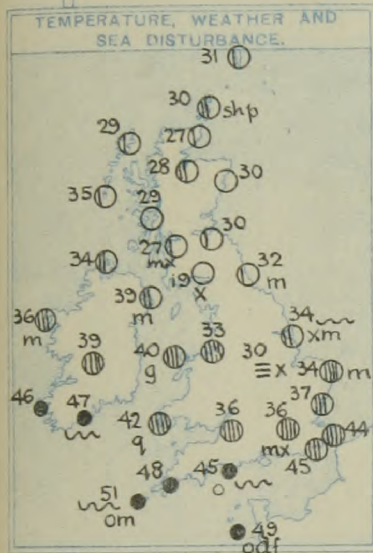 TEMPERATURE, WEATHER AND
SEA DISTURBANCE.
31
30 shp
29 27
28 30
35 29
30
34 27 mx
19 x
32 m
39 m
36 m
34 xm
33
39 40 g
30 x
34 m
37
46 47
42 q
36 36 mx
44
45
48 45
51 om
49
odf